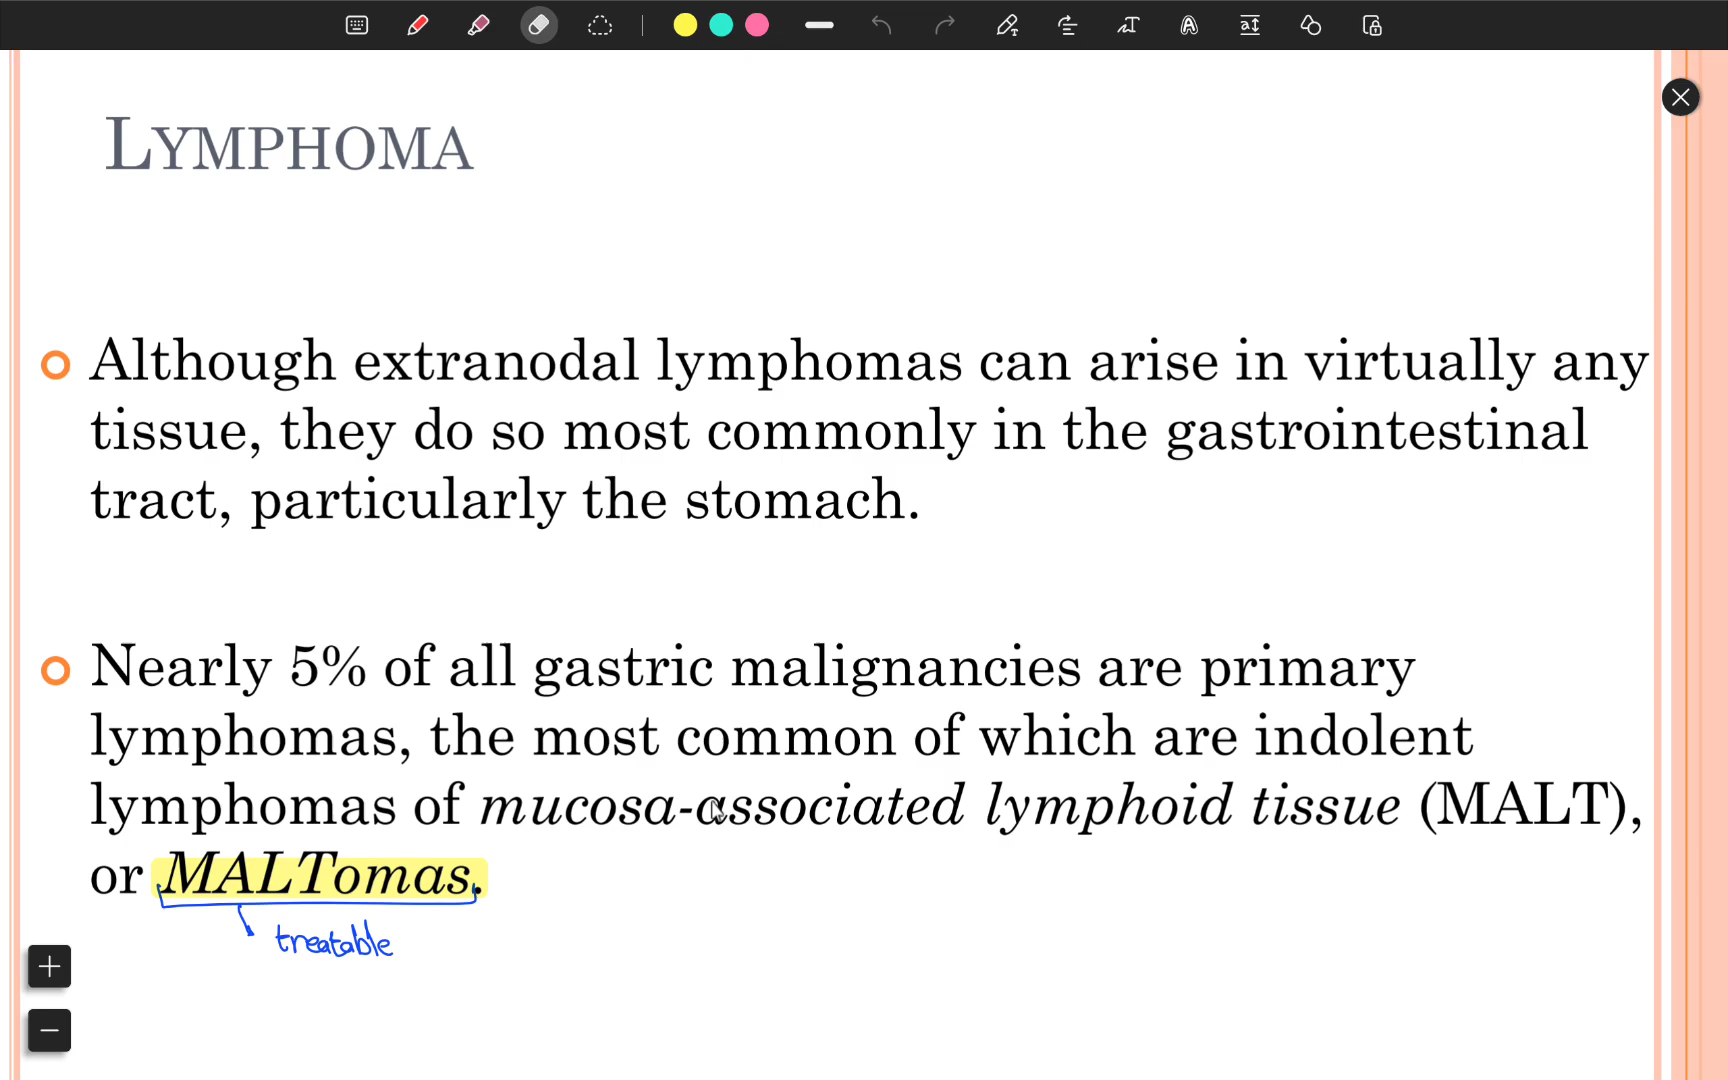 LYMPHOMA
Although extranodal lymphomas can arise in virtually any
tissue, they do so most commonly in the gastrointestinal
tract, particularly the stomach.
Nearly 5% of all gastric malignancies are primary
lymphomas, the most common of which are indolent
lymphomas of mucosa-associated lymphoid tissue (MALT),
or MALTomas.
treatable